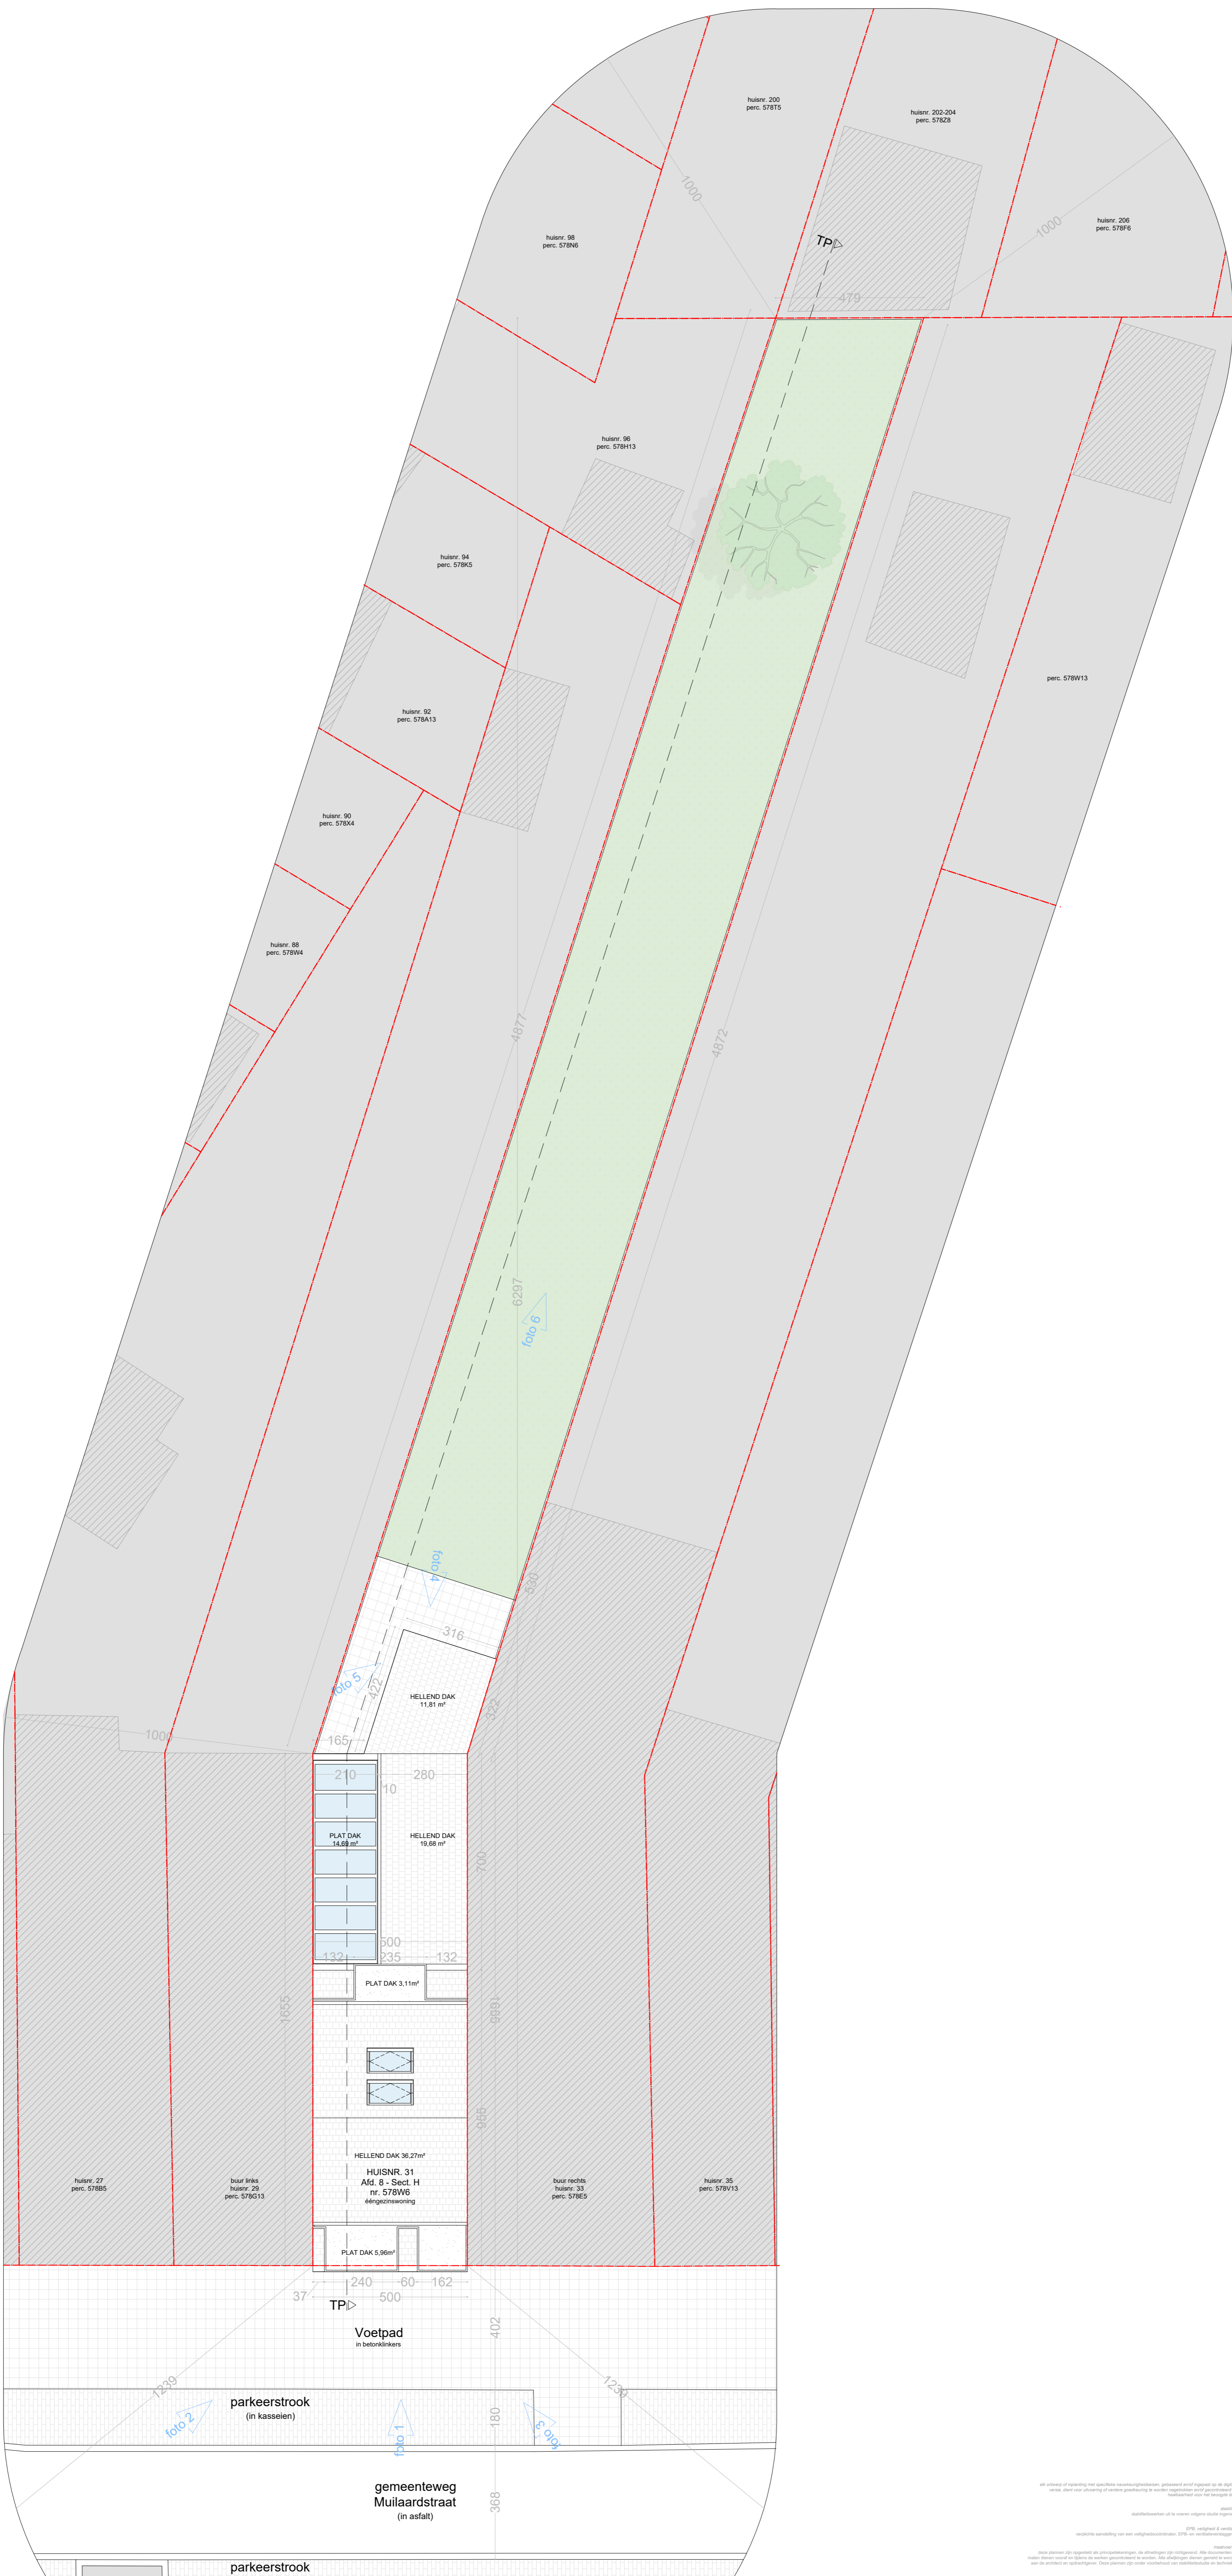 huisnr. 200
perc. 578T5
huisnr. 202-204
perc. 578Z8
1000
huisnr. 206
perc. 578F6
1000
huisnr. 98
perc. 578N6
TP
479
huisnr. 96
perc. 578H13
huisnr. 94
perc. 578K5
perc. 578W13
huisnr. 92
perc. 578A13
huisnr. 90
perc. 578X4
huisnr. 88
perc. 578W4
4877
4872
6297
foto 6
foto 4
530
316
foto 5
422
HELLEND DAK
11,81 m²
322
1000
165
210
280
10
PLAT DAK
14,69 m²
HELLEND DAK
19,68 m²
700
500
132
235
132
PLAT DAK 3,11m²
1655
1655
955
HELLEND DAK 36,27m²
HUISNR. 31
Afd. 8 - Sect. H
nr. 578W6
ééngezinswoning
huisnr. 27
perc. 578B5
buur links
huisnr. 29
perc. 578G13
buur rechts
huisnr. 33
perc. 578E5
huisnr. 35
perc. 578V13
PLAT DAK 5,96m²
37
240
60
162
500
TP
402
Voetpad
in betonklinkers
1239
1239
parkeerstrook
(in kasseien)
180
foto 2
foto 1
foto 3
gemeenteweg
Muilaardstraat
(in asfalt)
368
parkeerstrook